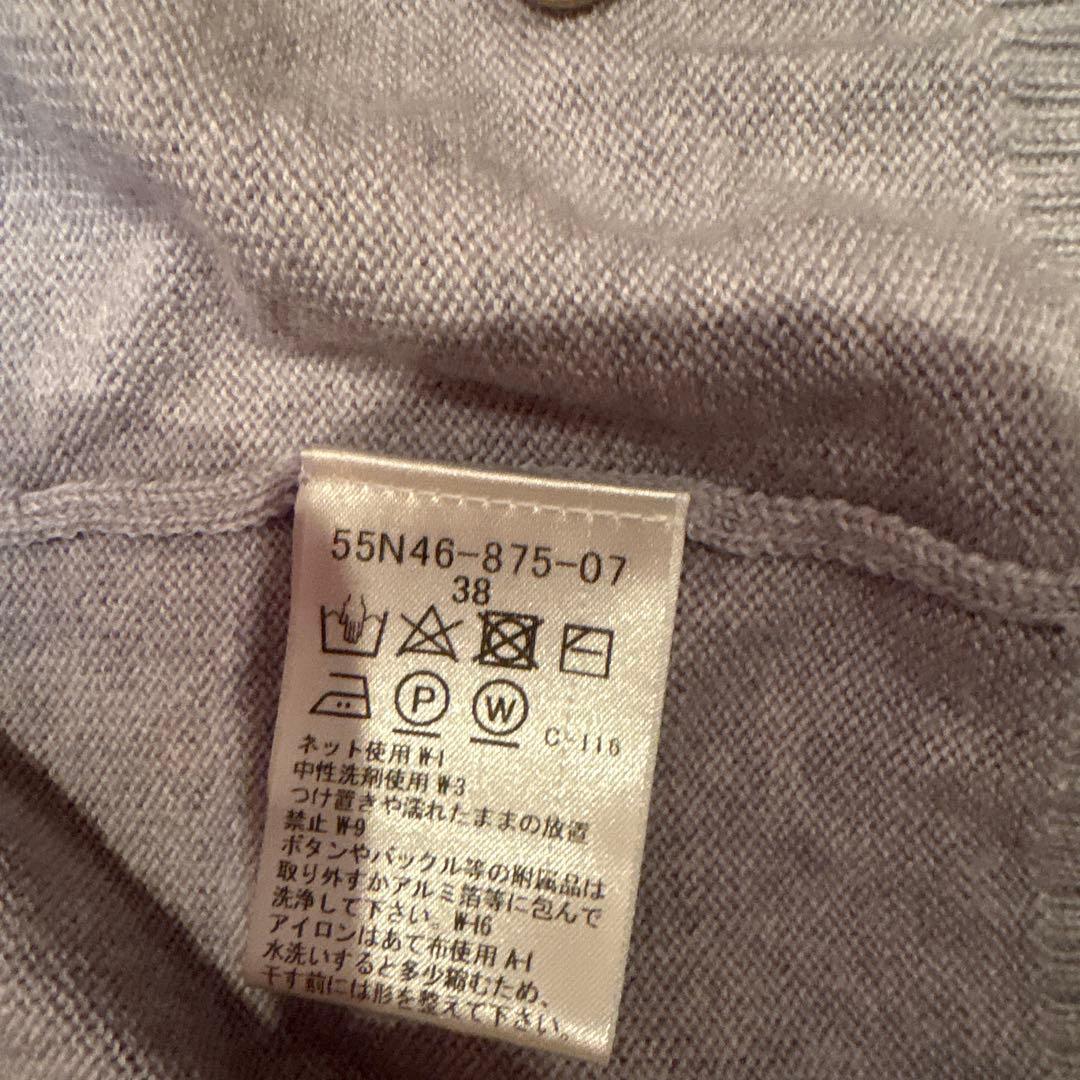 55N46-875-07
38
P W C-116
ネット使用 W-1
中性洗剤使用 W-3
つけ置きや濡れたままの放置
禁止 W-9
ボタンやバックル等の附属品は
取り外すかアルミ箔等に包んで
洗浄して下さい。W-16
アイロンはあて布使用 A-1
水洗いすると多少縮むため、
干す前には形を整えて下さい。